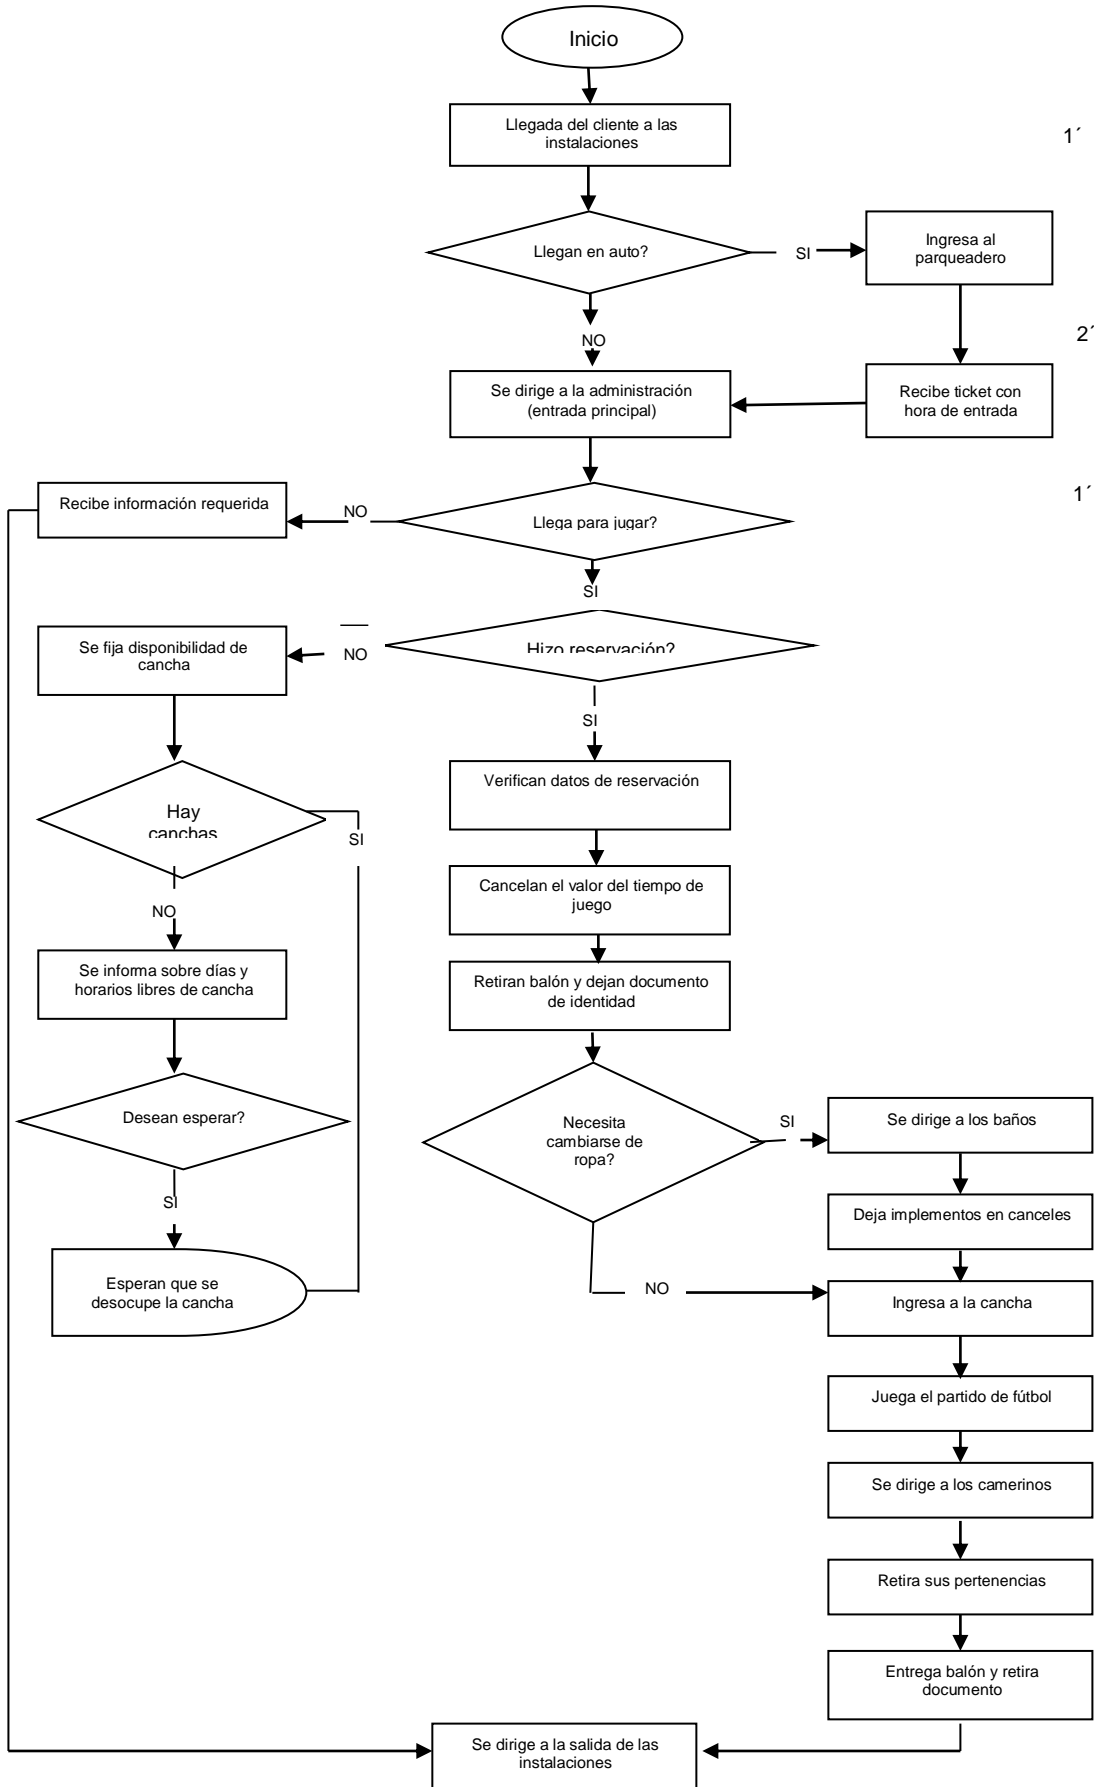 Inicio
Llegada del cliente a las
instalaciones
1´
Llegan en auto?
SI
Ingresa al
parqueadero
NO
2´
Se dirige a la administración
(entrada principal)
Recibe ticket con
hora de entrada
Recibe información requerida
NO
Llega para jugar?
1´
SI
Se fija disponibilidad de
cancha
NO
Hizo reservación?
SI
Verifican datos de reservación
Hay
canchas
SI
Cancelan el valor del tiempo de
juego
NO
Se informa sobre días y
horarios libres de cancha
Retiran balón y dejan documento
de identidad
Desean esperar?
Necesita
cambiarse de
ropa?
SI
Se dirige a los baños
SI
Deja implementos en canceles
Esperan que se
desocupe la cancha
NO
Ingresa a la cancha
Juega el partido de fútbol
Se dirige a los camerinos
Retira sus pertenencias
Entrega balón y retira
documento
Se dirige a la salida de las
instalaciones